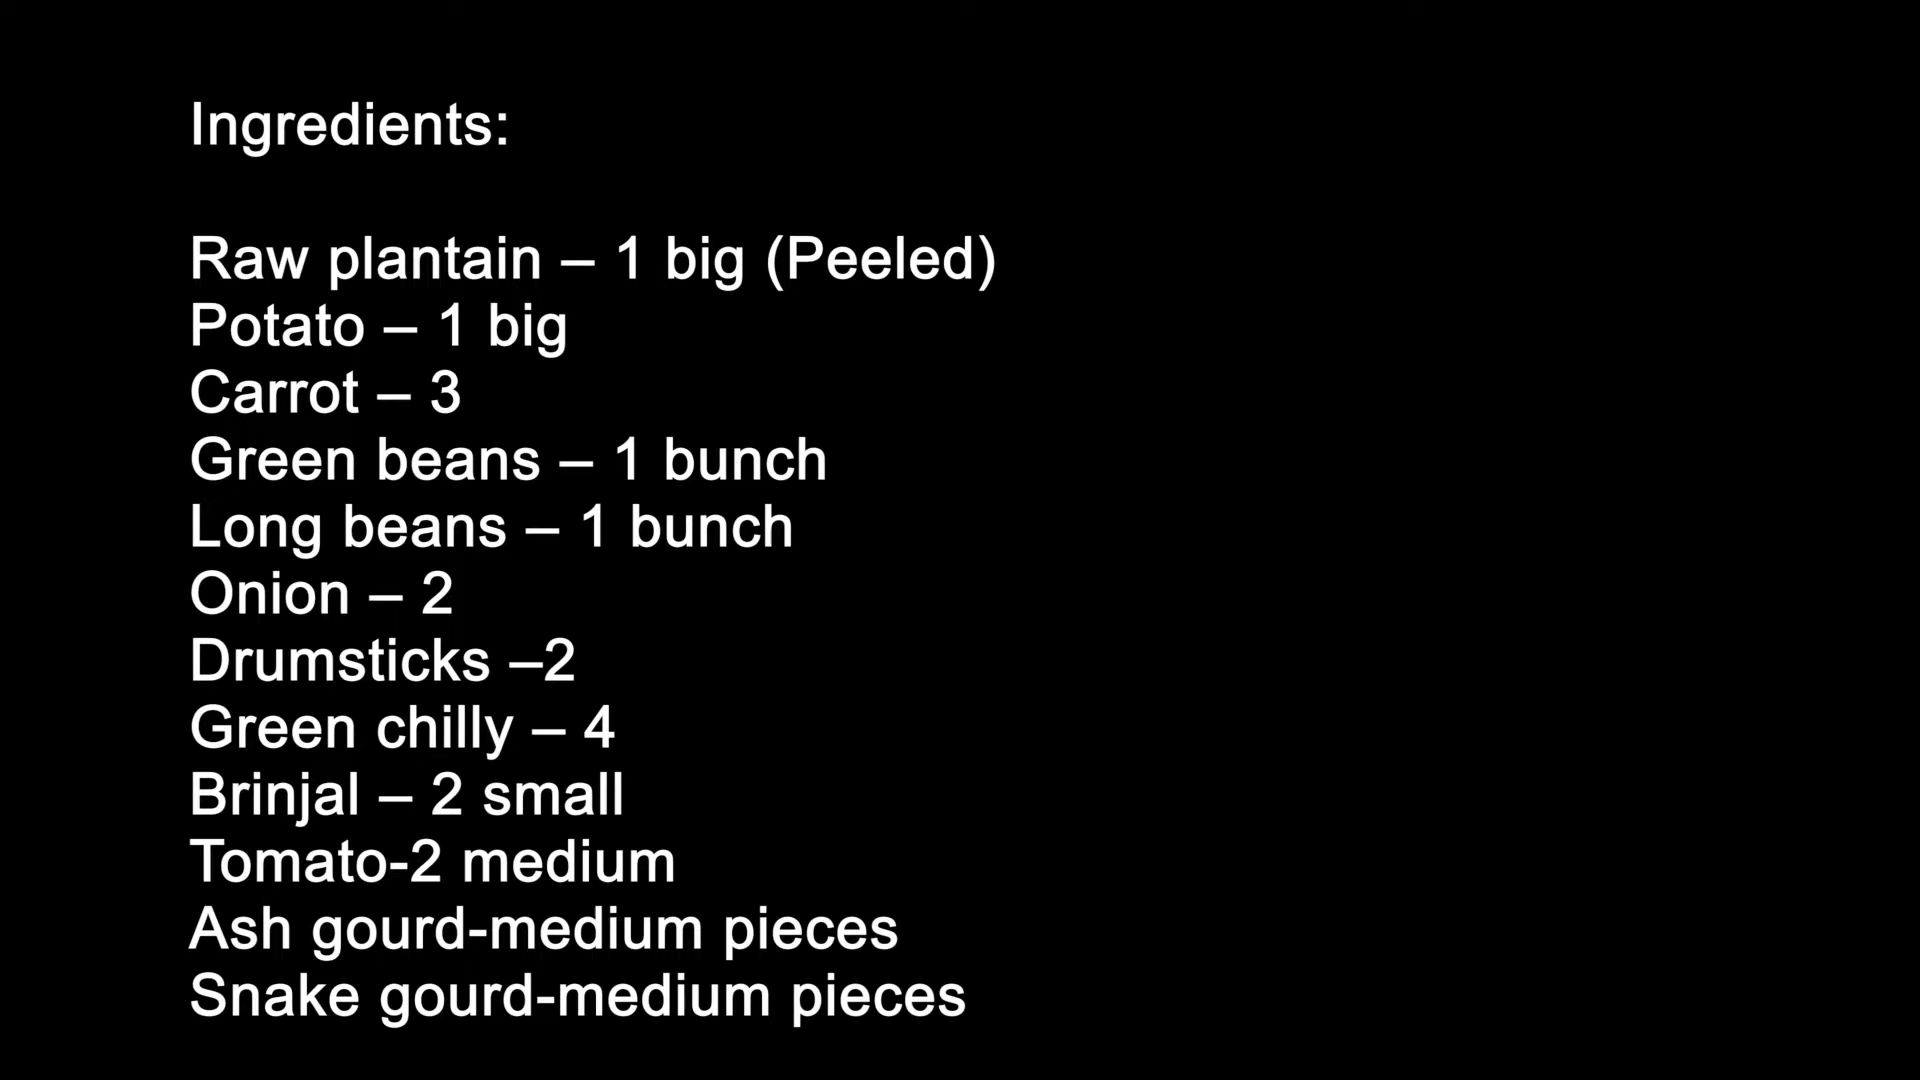 Ingredients:
Raw plantain – 1 big (Peeled)
Potato – 1 big
Carrot – 3
Green beans – 1 bunch
Long beans – 1 bunch
Onion – 2
Drumsticks –2
Green chilly – 4
Brinjal – 2 small
Tomato-2 medium
Ash gourd-medium pieces
Snake gourd-medium pieces